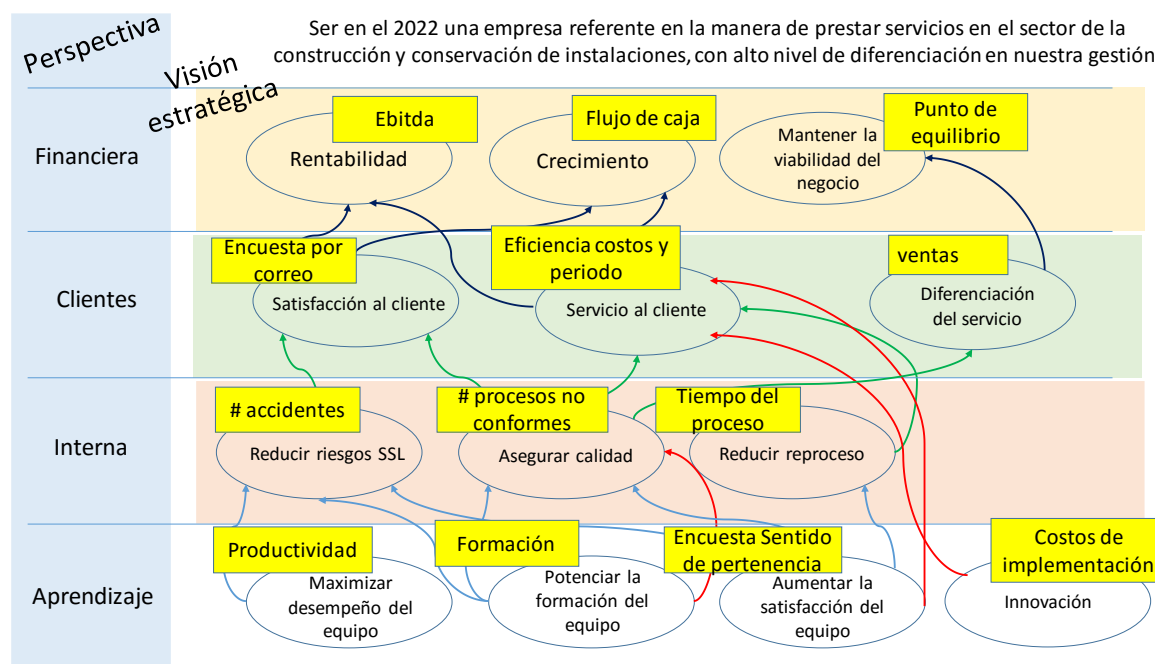 Perspectiva
Visión
estratégica
Ser en el 2022 una empresa referente en la manera de prestar servicios en el sector de la
construcción y conservación de instalaciones, con alto nivel de diferenciación en nuestra gestión
Financiera
Ebitda
Rentabilidad
Flujo de caja
Crecimiento
Punto de
equilibrio
Mantener la
viabilidad del
negocio
Clientes
Encuesta por
correo
Satisfacción al cliente
Eficiencia costos y
periodo
Servicio al cliente
ventas
Diferenciación
del servicio
Interna
# accidentes
Reducir riesgos SSL
# procesos no
conformes
Asegurar calidad
Tiempo del
proceso
Reducir reproceso
Aprendizaje
Productividad
Maximizar
desempeño del
equipo
Formación
Potenciar la
formación del
equipo
Encuesta Sentido
de pertenencia
Aumentar la
satisfacción del
equipo
Costos de
implementación
Innovación